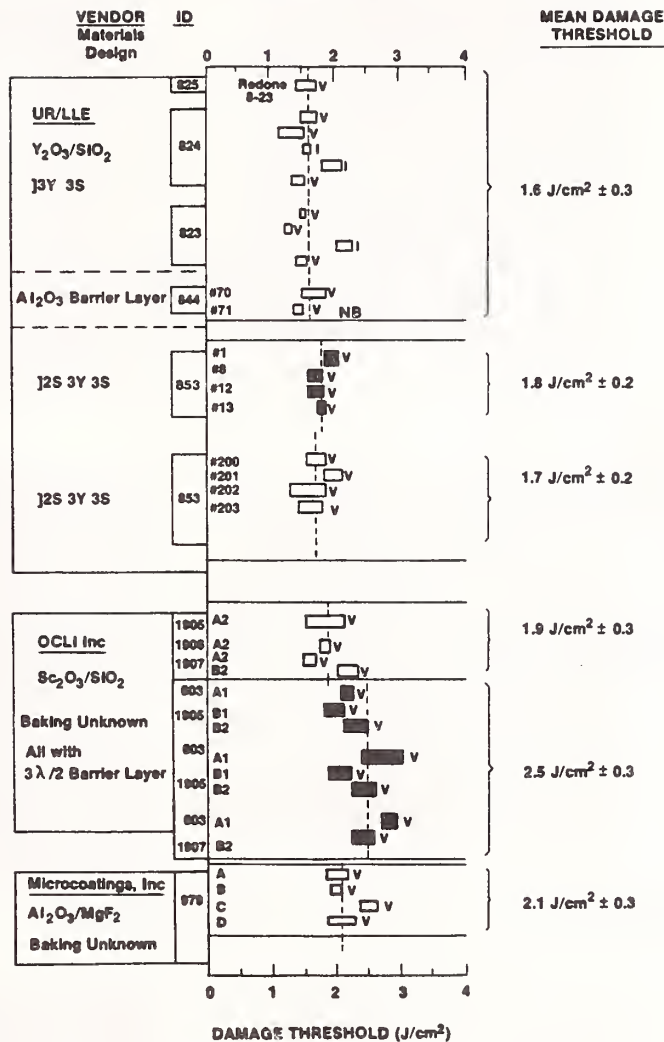 VENDOR ID MEAN DAMAGE
Materials THRESHOLD
Design
0 1 2 3 4
825 Redone V
8-23
UR/LLE
Y2O3/SIO2
]3Y 3S
824
V
V
I
I
V
1.6 J/cm2 ± 0.3
823
V
V
I
V
Al2O3 Barrier Layer 844 #70 V
#71 V NB
]2S 3Y 3S 853
#1 V
#8 V
#12 V
#13 V
1.8 J/cm2 ± 0.2
]2S 3Y 3S 853
#200 V
#201 V
#202 V
#203 V
1.7 J/cm2 ± 0.2
OCLI Inc
Sc2O3/SIO2
Baking Unknown
All with
3λ/2 Barrier Layer
1905 A2 V
1906 A2 V
1907 A2 V
B2 V
1.9 J/cm2 ± 0.3
803 A1 V
1905 B1 V
B2 V
803 A1 V
B1 V
1905 B2 V
803 A1 V
1907 B2 V
2.5 J/cm2 ± 0.3
Microcoatings, Inc
Al2O3/MgF2
Baking Unknown
A V
B V
C V
D V
2.1 J/cm2 ± 0.3
0 1 2 3 4
DAMAGE THRESHOLD (J/cm2)